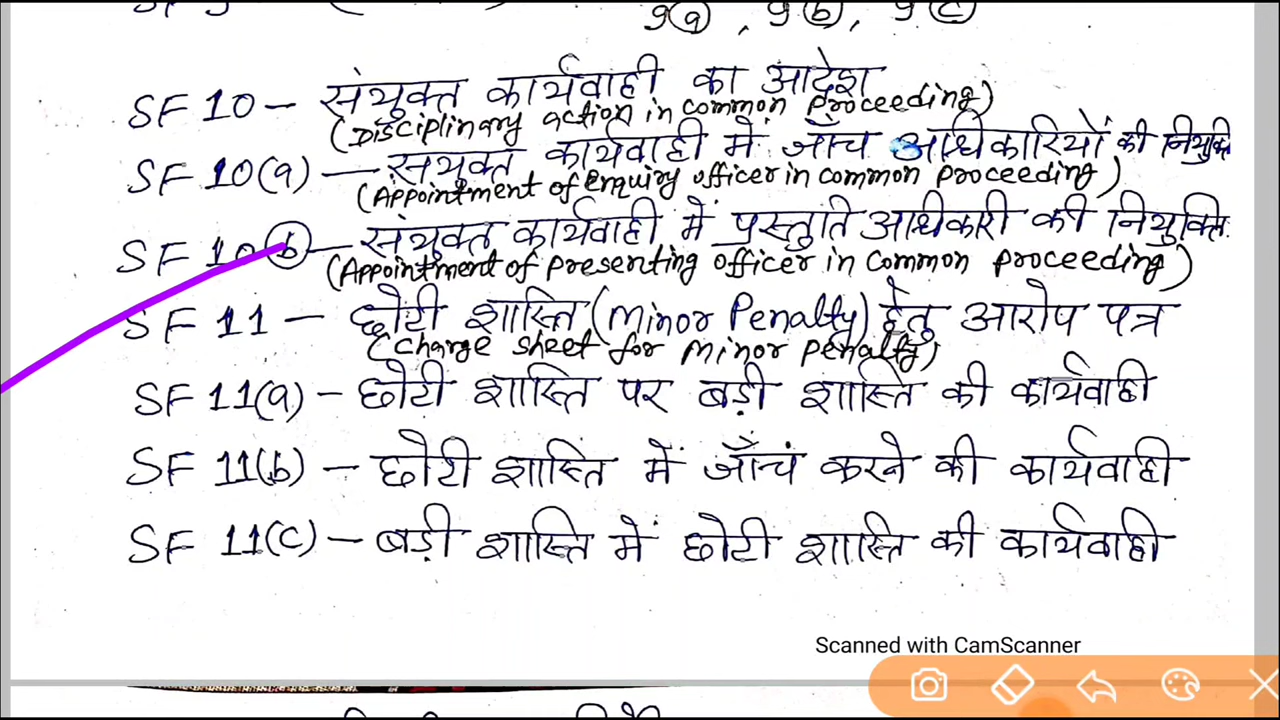 9(a), 9(b), 9(c)
SF 10 – संयुक्त कार्यवाही का आदेश
(Disciplinary action in common Proceeding)
SF 10(a) – संयुक्त कार्यवाही में जाँच अधिकारियों की नियुक्ति
(Appointment of enquiry officer in common proceeding)
SF 10(b) – संयुक्त कार्यवाही में प्रस्तुति अधिकारी की नियुक्ति
(Appointment of presenting officer in common proceeding)
SF 11 – छोटी शास्ति (Minor Penalty) हेतु आरोप पत्र
(charge sheet for minor penalty)
SF 11(a) – छोटी शास्ति पर बड़ी शास्ति की कार्यवाही
SF 11(b) – छोटी शास्ति में जाँच करने की कार्यवाही
SF 11(c) – बड़ी शास्ति में छोटी शास्ति की कार्यवाही
Scanned with CamScanner